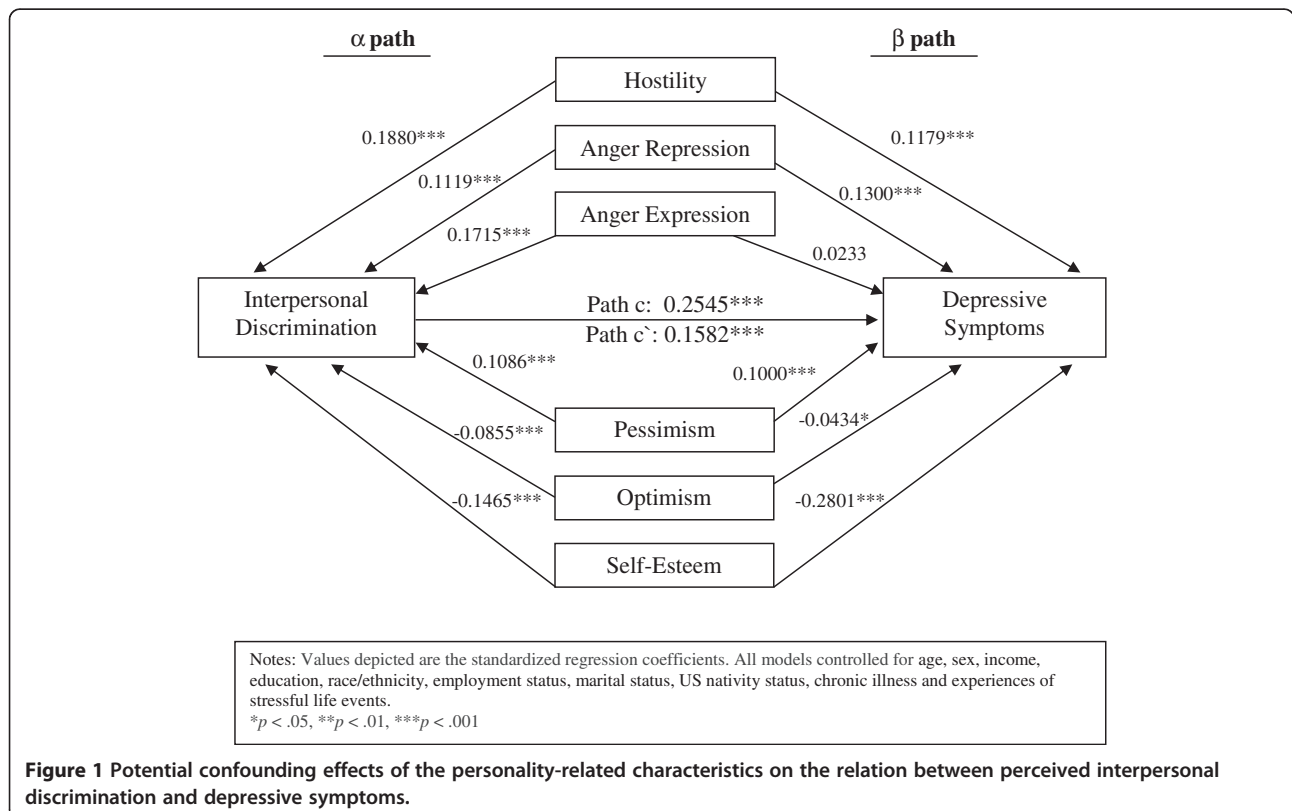 α path
β path
Hostility
0.1880***
0.1179***
Anger Repression
0.1119***
0.1300***
Anger Expression
0.1715***
0.0233
Interpersonal
Discrimination
Path c: 0.2545***
Path c`: 0.1582***
Depressive
Symptoms
0.1086***
0.1000***
Pessimism
-0.0855***
-0.0434*
Optimism
-0.1465***
-0.2801***
Self-Esteem
Notes: Values depicted are the standardized regression coefficients. All models controlled for age, sex, income,
education, race/ethnicity, employment status, marital status, US nativity status, chronic illness and experiences of
stressful life events.
*p < .05, **p < .01, ***p < .001
Figure 1 Potential confounding effects of the personality-related characteristics on the relation between perceived interpersonal
discrimination and depressive symptoms.